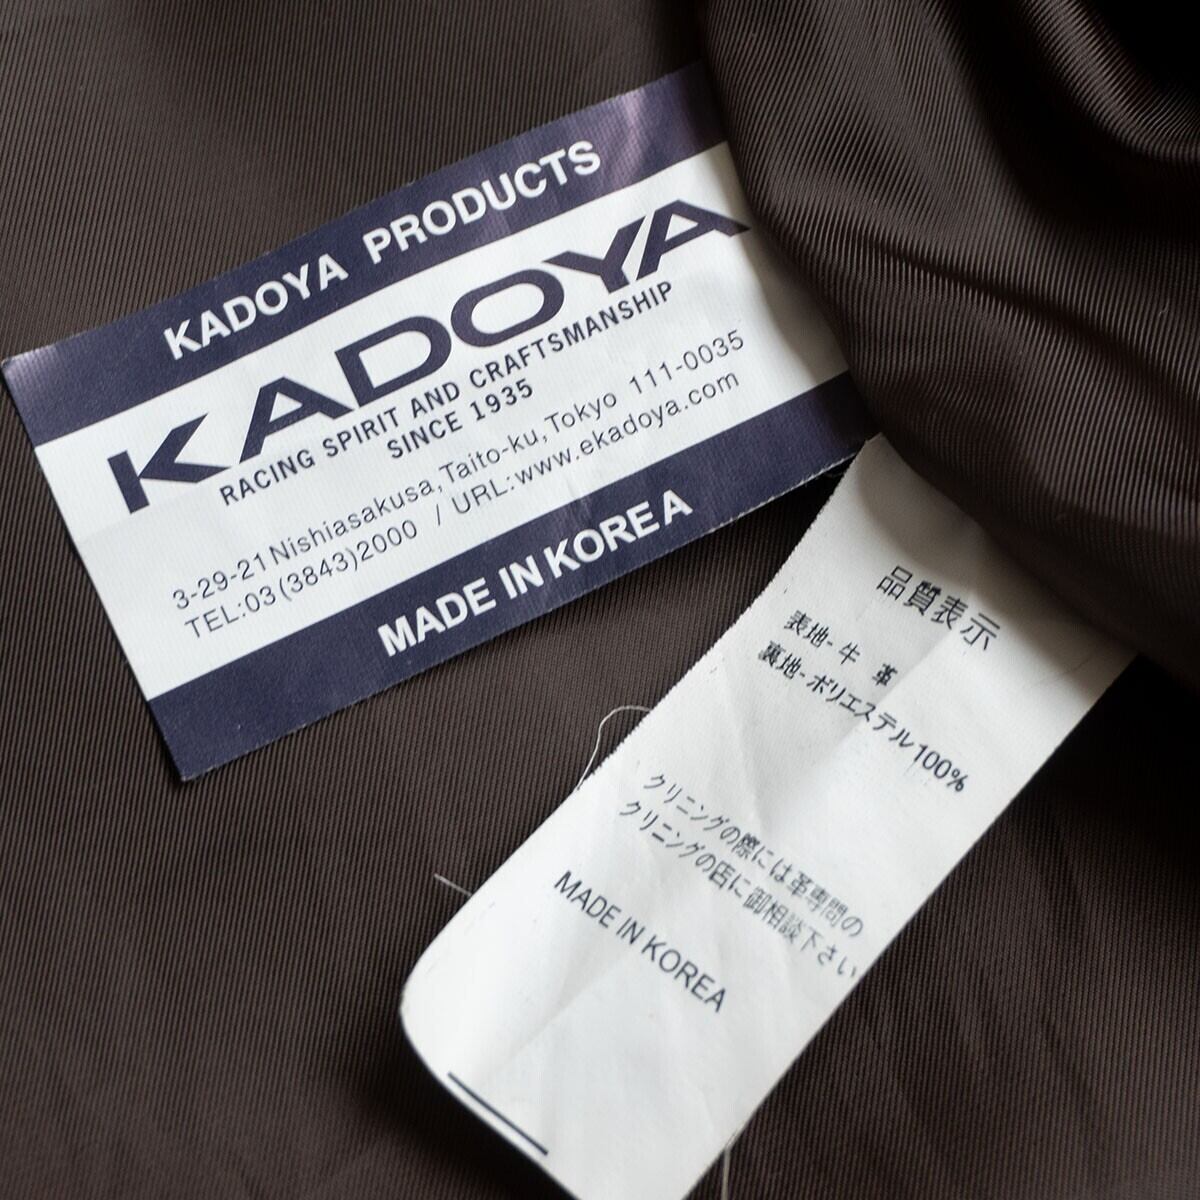 KADOYA PRODUCTS
KADOYA
RACING SPIRIT AND CRAFTSMANSHIP
SINCE 1935
3-29-21 Nishiasakusa, Taito-ku, Tokyo 111-0035
TEL:03(3843)2000 / URL:www.ekadoya.com
MADE IN KOREA
品質表示
表地-牛 革
裏地-ポリエステル100%
クリニングの際には革専問の
クリニングの店に御相談下さい
MADE IN KOREA
L